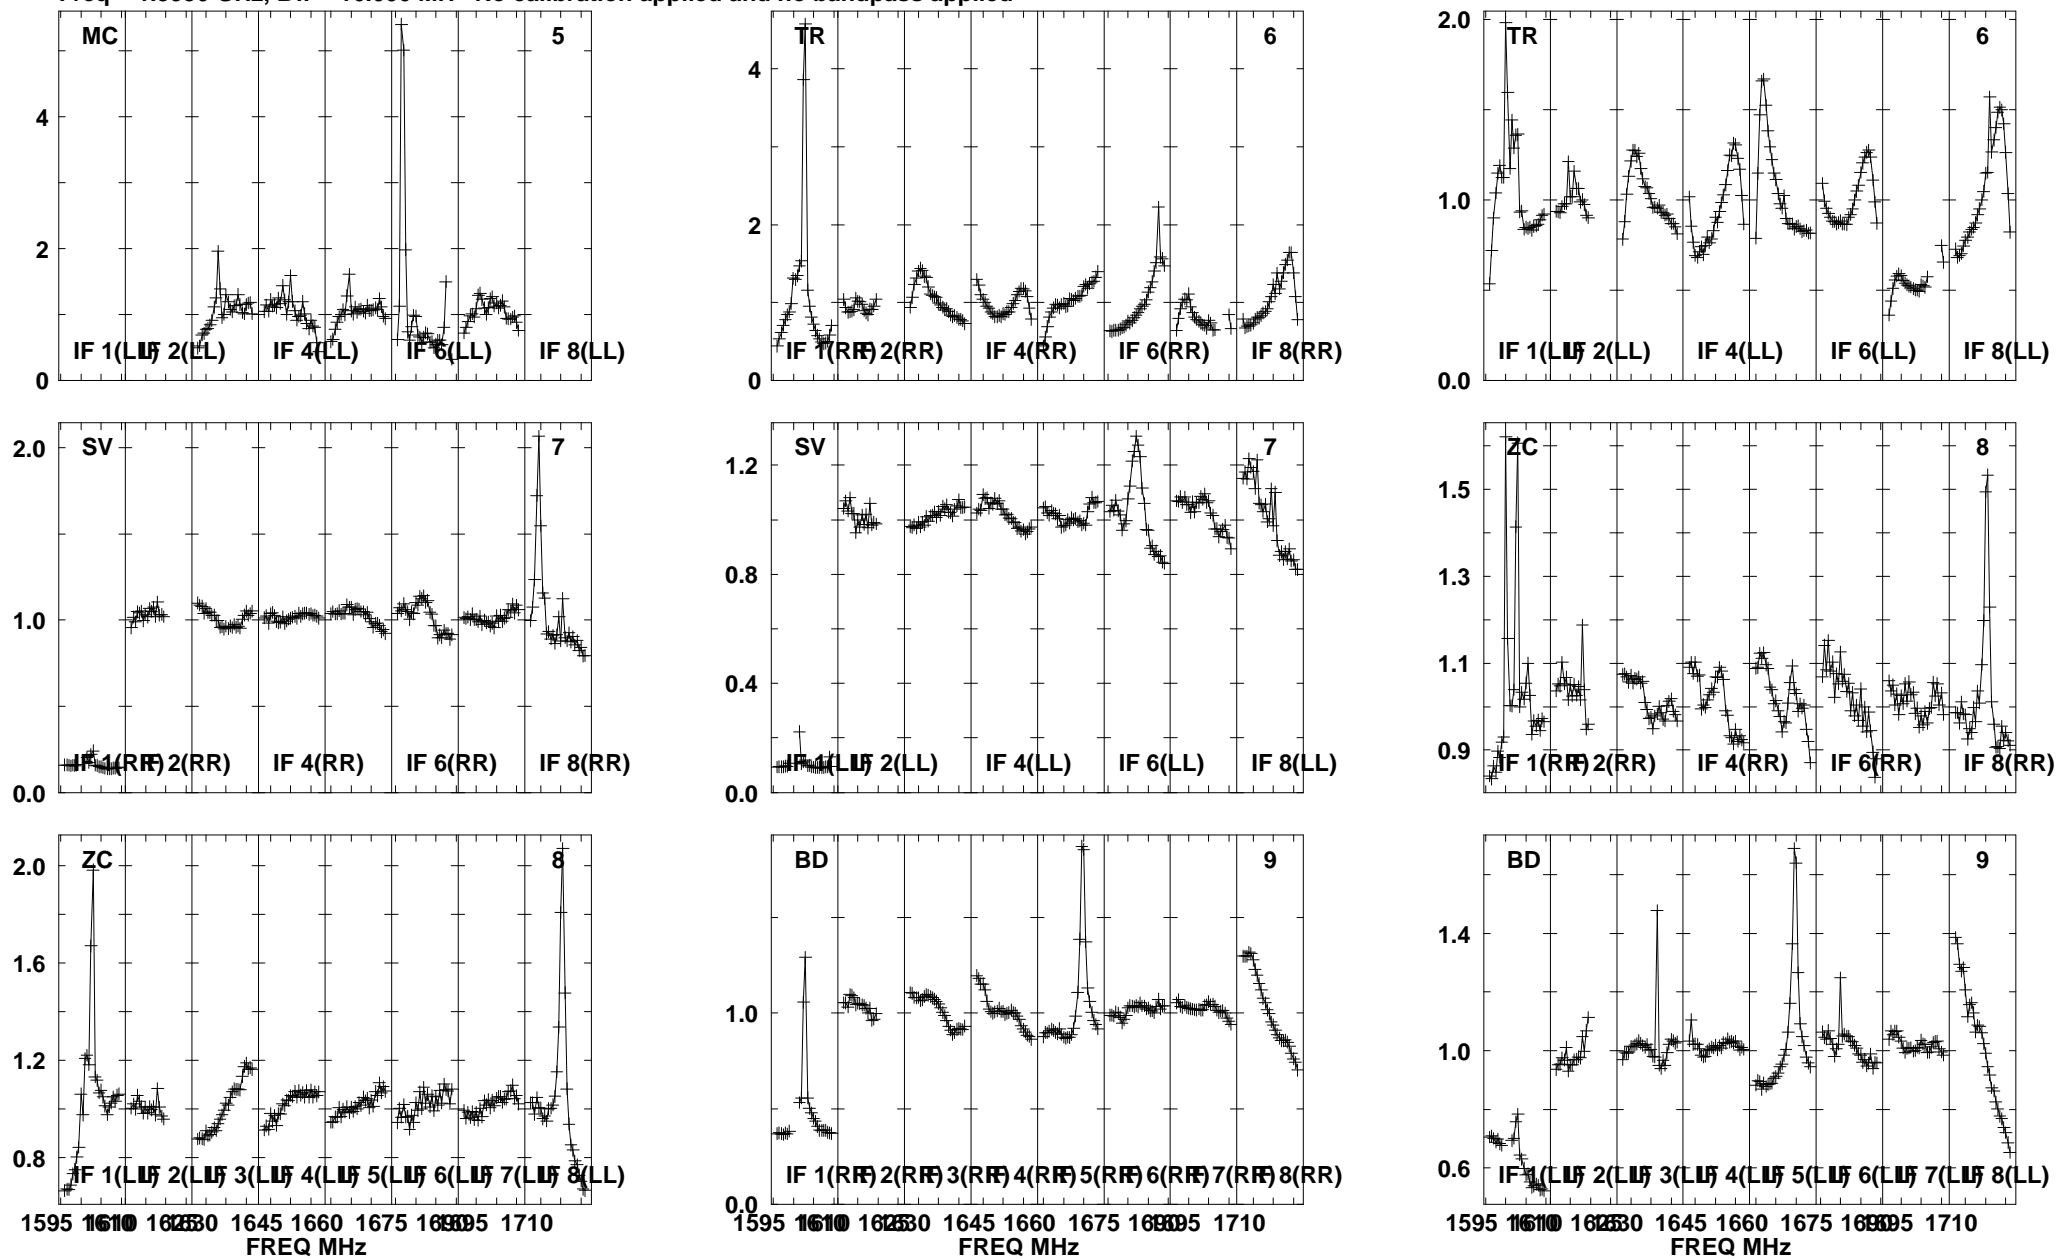 MC 5
4
2
0
IF 1(LL) IF 2(LL) IF 4(LL) IF 6(LL) IF 8(LL)
TR 6
4
2
0
IF 1(RR) IF 2(RR) IF 4(RR) IF 6(RR) IF 8(RR)
TR 6
2.0
1.0
0.0
IF 1(LL) IF 2(LL) IF 4(LL) IF 6(LL) IF 8(LL)
SV 7
2.0
1.0
0.0
IF 1(RR) IF 2(RR) IF 4(RR) IF 6(RR) IF 8(RR)
SV 7
1.2
0.8
0.4
0.0
IF 1(LL) IF 2(LL) IF 4(LL) IF 6(LL) IF 8(LL)
ZC 8
1.5
1.3
1.1
0.9
IF 1(RR) IF 2(RR) IF 4(RR) IF 6(RR) IF 8(RR)
ZC 8
2.0
1.6
1.2
0.8
IF 1(LL) IF 2(LL) IF 3(LL) IF 4(LL) IF 5(LL) IF 6(LL) IF 7(LL) IF 8(LL)
1595 1610 1625 1630 1645 1660 1675 1690 1695 1710
FREQ MHz
BD 9
1.0
0.0
IF 1(RR) IF 2(RR) IF 3(RR) IF 4(RR) IF 5(RR) IF 6(RR) IF 7(RR) IF 8(RR)
1595 1610 1625 1630 1645 1660 1675 1690 1695 1710
FREQ MHz
BD 9
1.4
1.0
0.6
IF 1(LL) IF 2(LL) IF 3(LL) IF 4(LL) IF 5(LL) IF 6(LL) IF 7(LL) IF 8(LL)
1595 1610 1625 1630 1645 1660 1675 1690 1695 1710
FREQ MHz